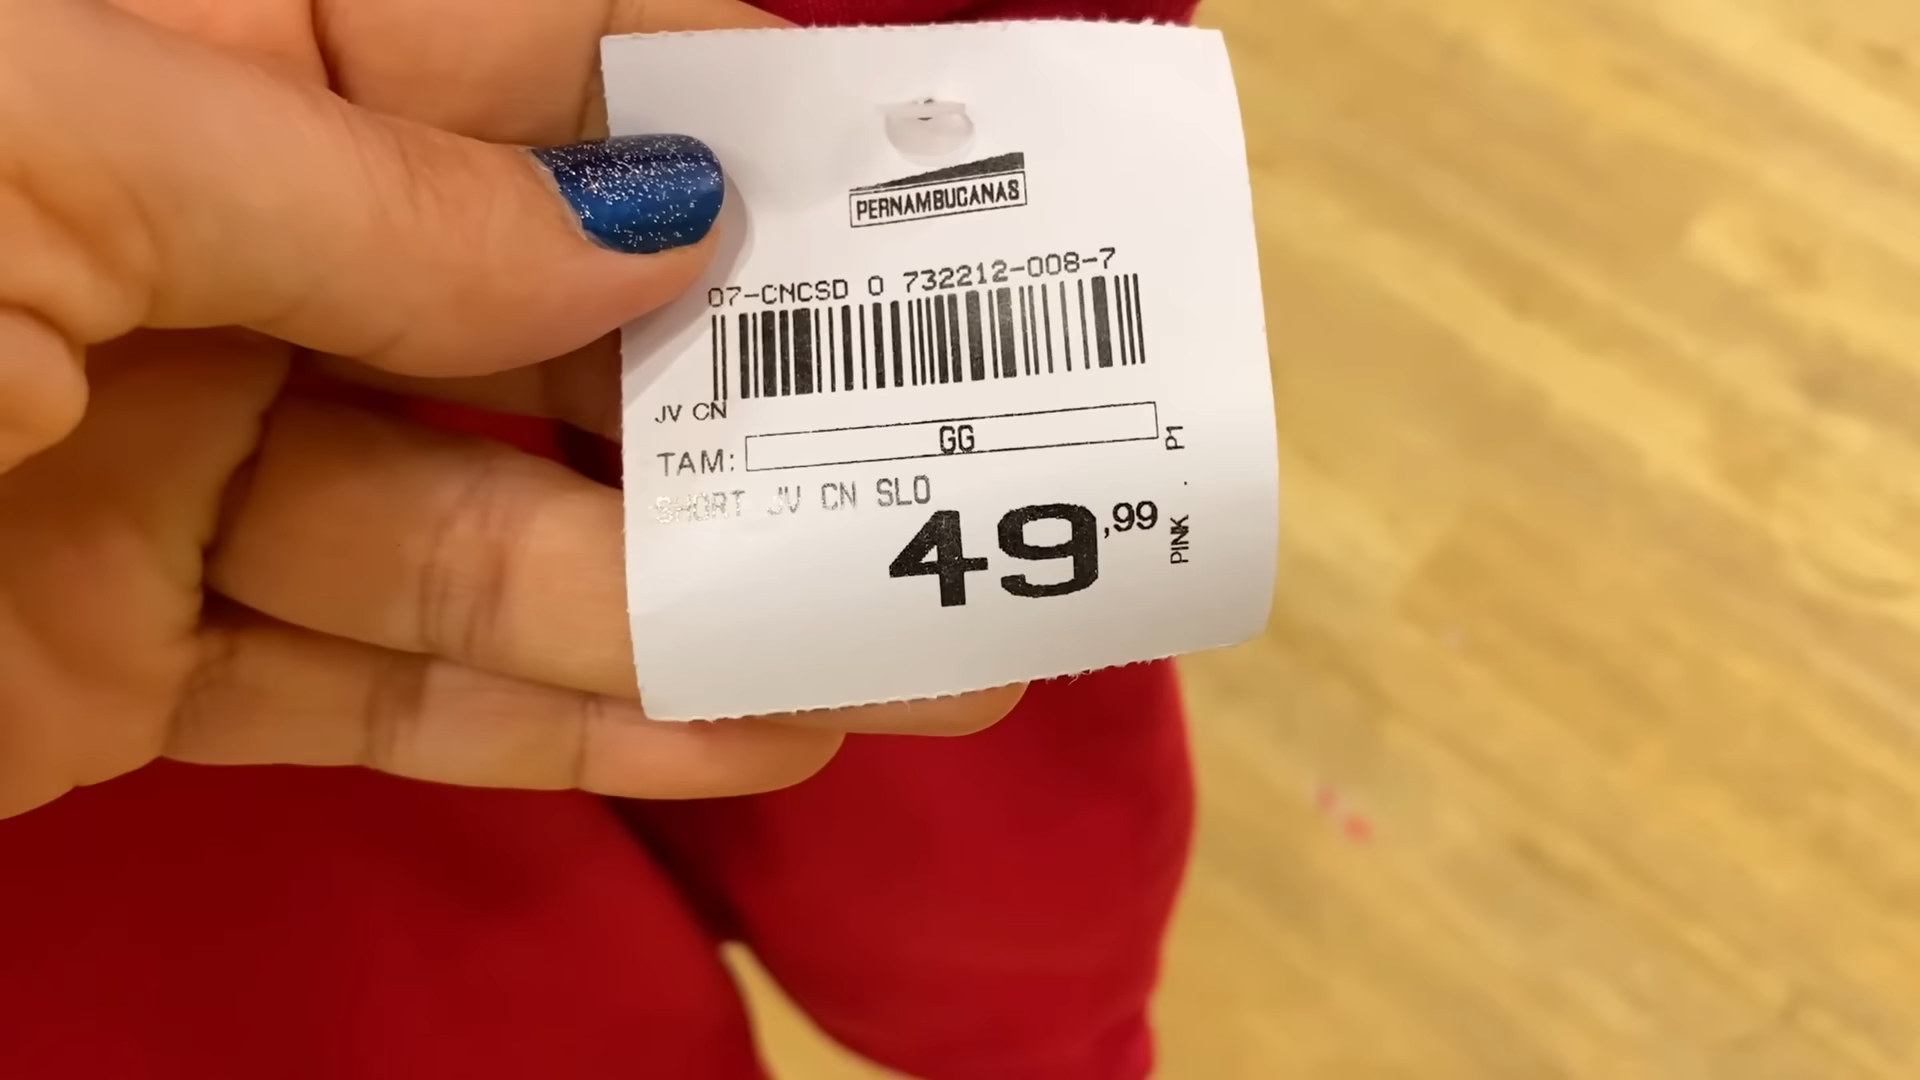 PERNAMBUCANAS
07-CNCSD 0 732212-008-7
JV CN
TAM: GG
SHORT JV CN SLO
49,99
PINK . P1